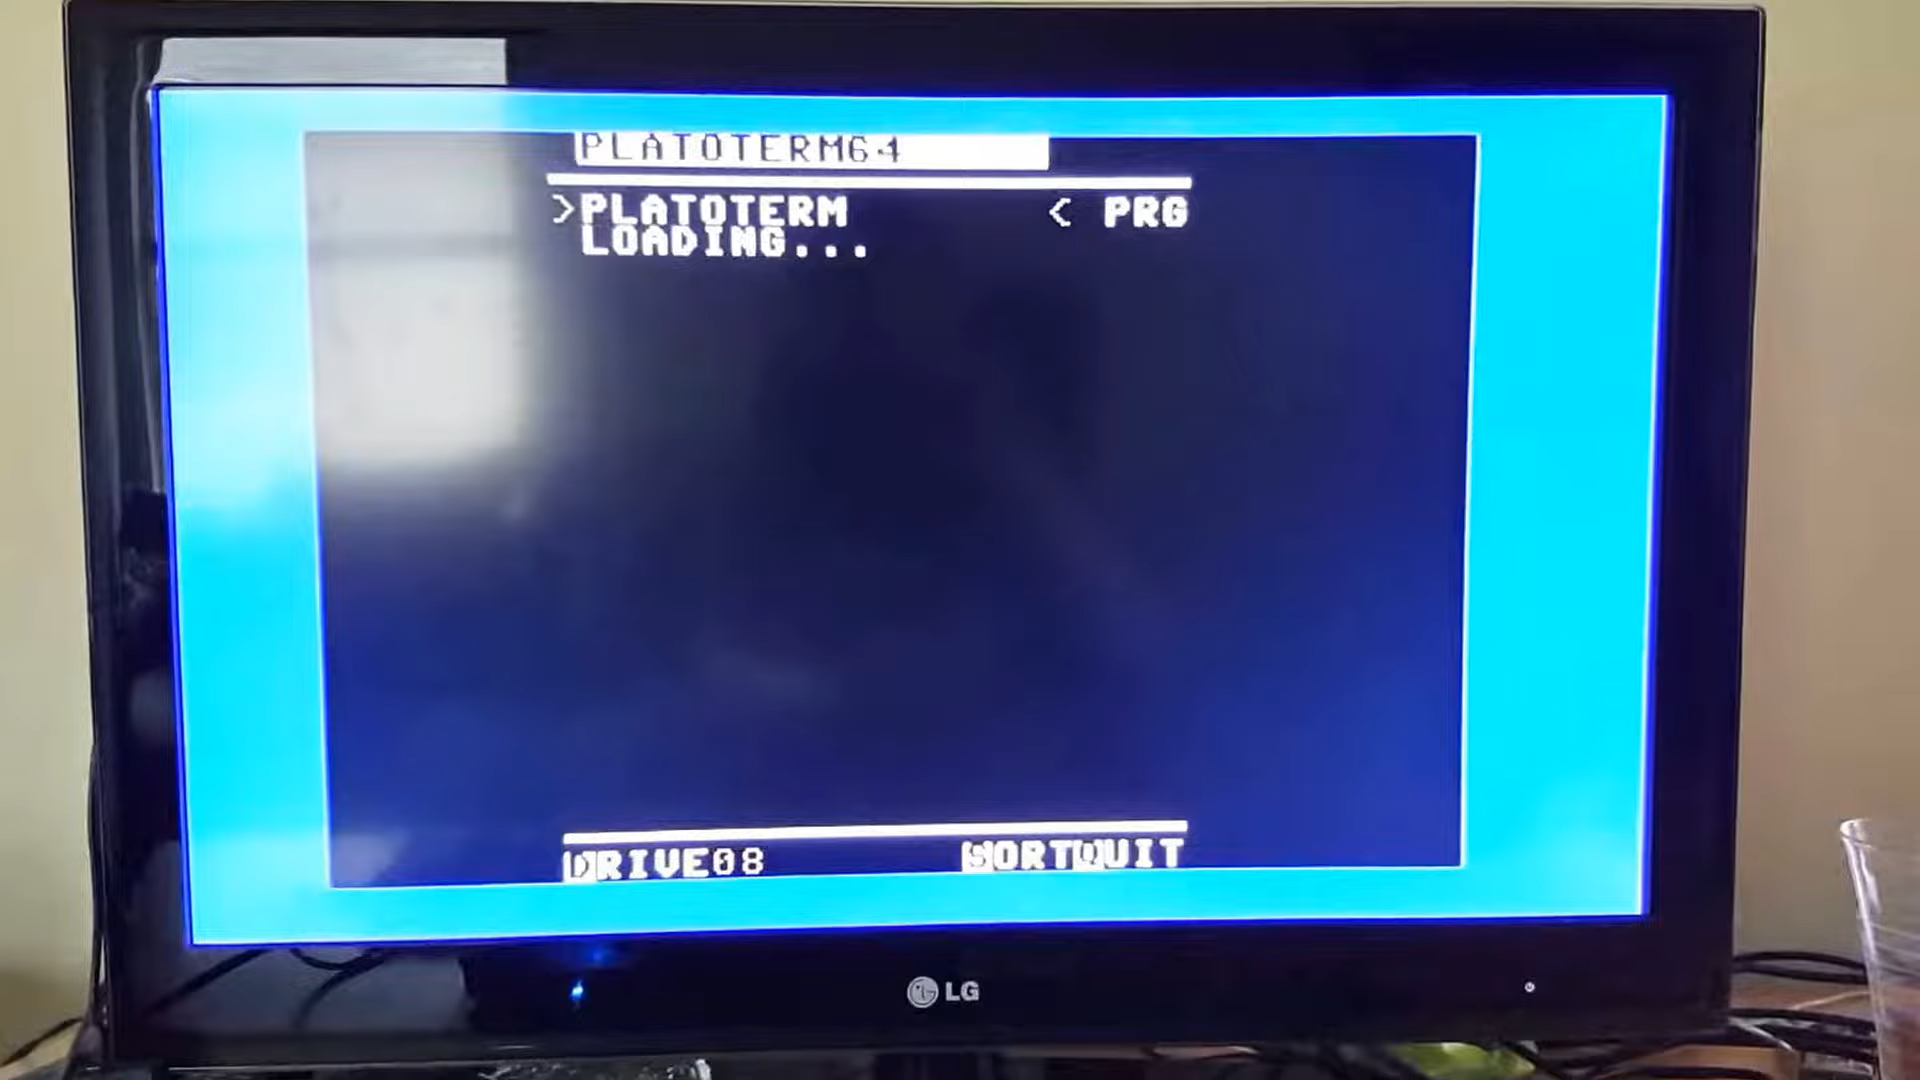 PLATOTERM64
>PLATOTERM < PRG
LOADING...
DRIVE08 SORT QUIT
LG